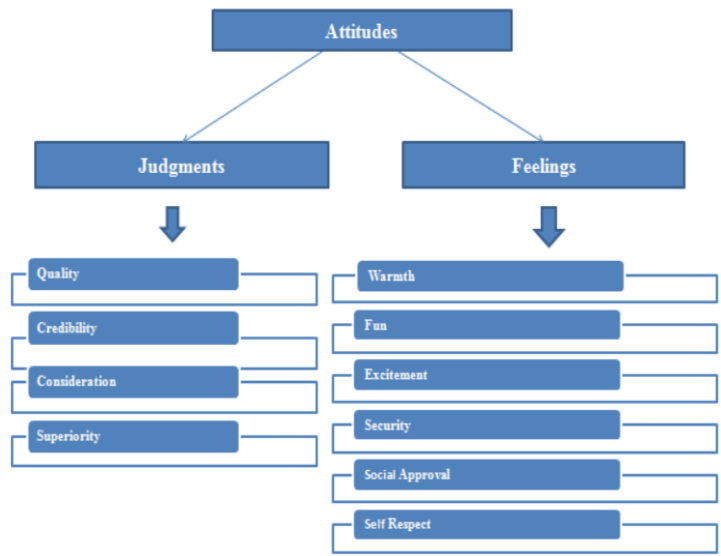 Attitudes
Judgments
Feelings
Quality
Credibility
Consideration
Superiority
Warmth
Fun
Excitement
Security
Social Approval
Self Respect